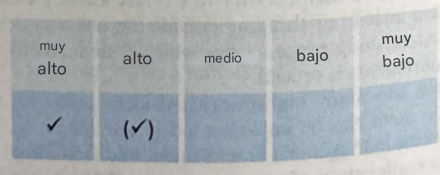 muy alto
alto
medio
bajo
muy bajo
✓
(✓)